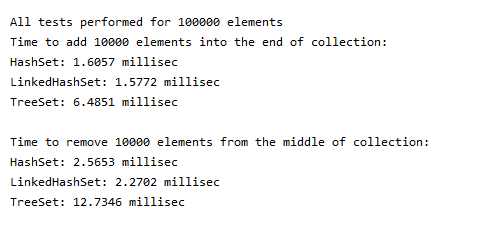 All tests performed for 100000 elements
Time to add 10000 elements into the end of collection:
HashSet: 1.6057 millisec
LinkedHashSet: 1.5772 millisec
TreeSet: 6.4851 millisec
Time to remove 10000 elements from the middle of collection:
HashSet: 2.5653 millisec
LinkedHashSet: 2.2702 millisec
TreeSet: 12.7346 millisec